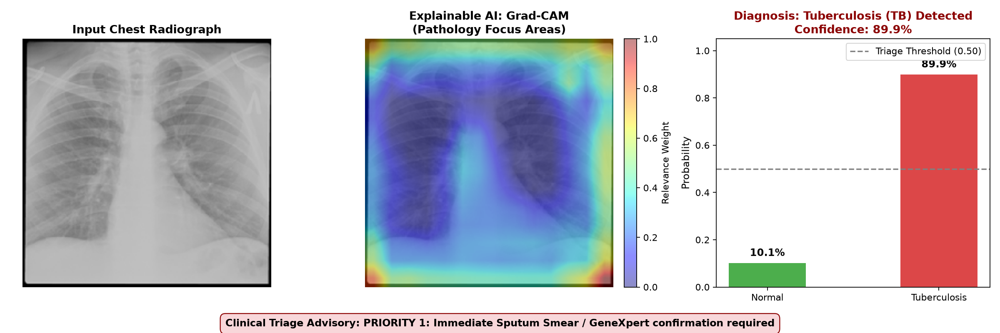 Input Chest Radiograph
Explainable AI: Grad-CAM
(Pathology Focus Areas)
1.0
0.8
0.6
0.4
0.2
0.0
Relevance Weight
Diagnosis: Tuberculosis (TB) Detected
Confidence: 89.9%
Triage Threshold (0.50)
89.9%
10.1%
1.0
0.8
0.6
0.4
0.2
0.0
Probability
Normal
Tuberculosis
Clinical Triage Advisory: PRIORITY 1: Immediate Sputum Smear / GeneXpert confirmation required